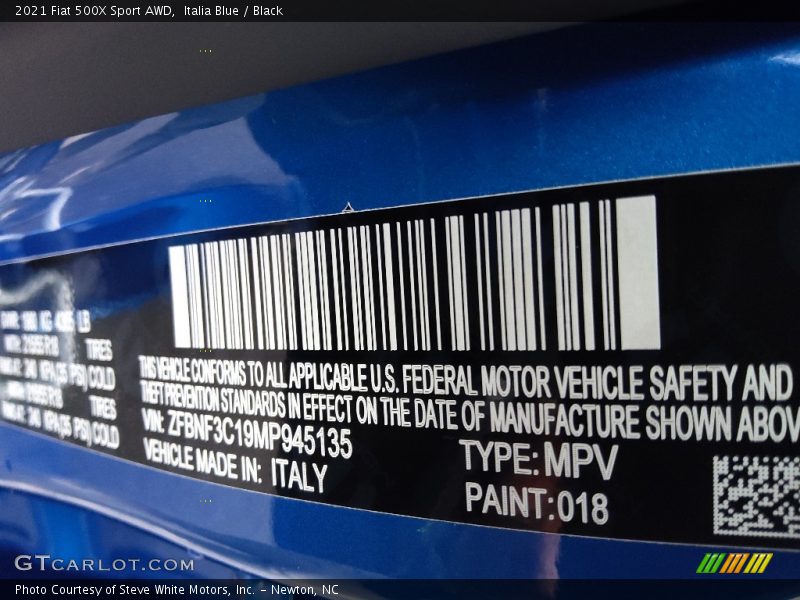 2021 Fiat 500X Sport AWD,  Italia Blue / Black
TIRES
COLD
TIRES
COLD
THIS VEHICLE CONFORMS TO ALL APPLICABLE U.S. FEDERAL MOTOR VEHICLE SAFETY AND
THEFT PREVENTION STANDARDS IN EFFECT ON THE DATE OF MANUFACTURE SHOWN ABOV
VIN: ZFBNF3C19MP945135
VEHICLE MADE IN: ITALY
TYPE: MPV
PAINT:018
GTCARLOT.COM
Photo Courtesy of Steve White Motors, Inc. – Newton, NC